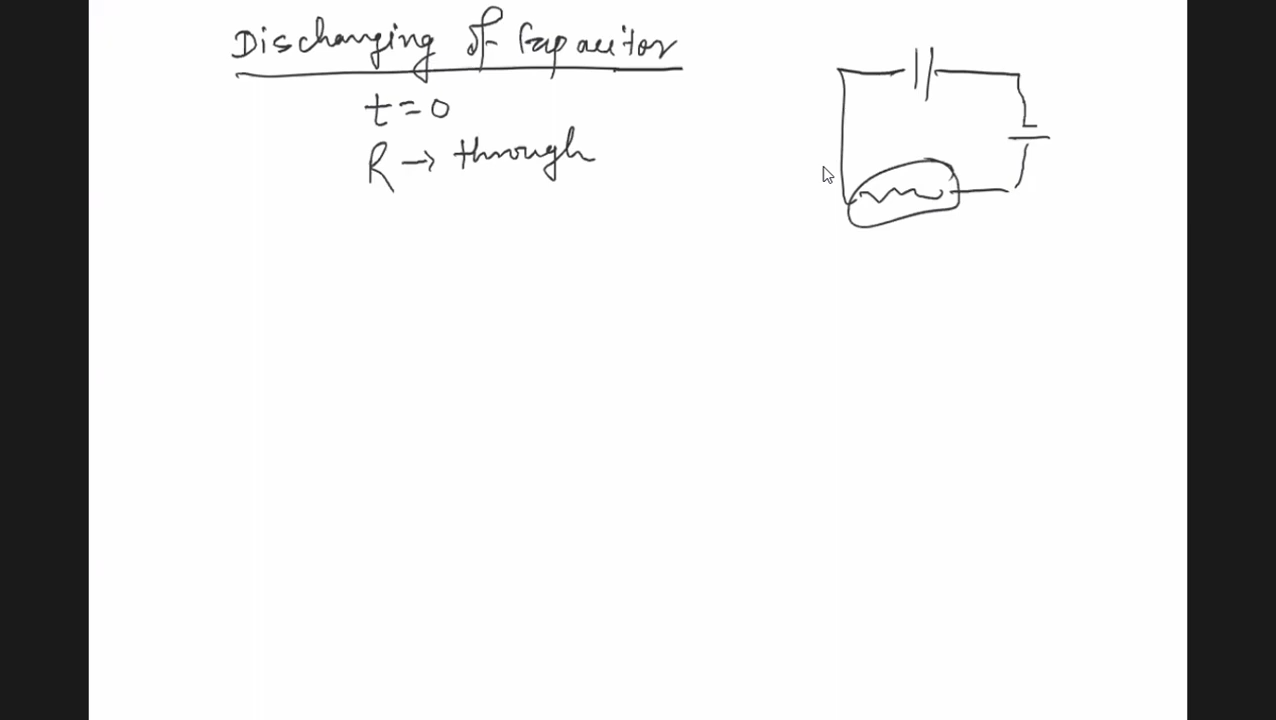 Discharging of Capacitor
t = 0
R → through